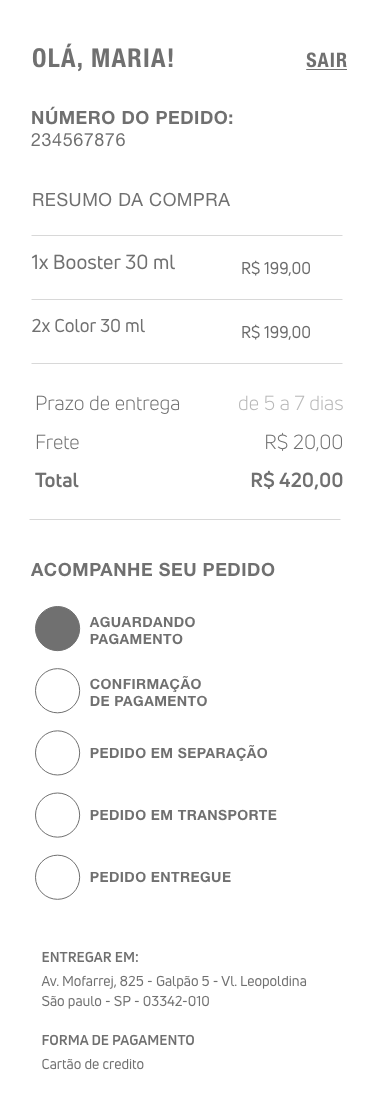 OLÁ, MARIA!
SAIR
NÚMERO DO PEDIDO:
234567876
RESUMO DA COMPRA
1x Booster 30 ml R$ 199,00
2x Color 30 ml R$ 199,00
Prazo de entrega de 5 a 7 dias
Frete R$ 20,00
Total R$ 420,00
ACOMPANHE SEU PEDIDO
AGUARDANDO
PAGAMENTO
CONFIRMAÇÃO
DE PAGAMENTO
PEDIDO EM SEPARAÇÃO
PEDIDO EM TRANSPORTE
PEDIDO ENTREGUE
ENTREGAR EM:
Av. Mofarrej, 825 - Galpão 5 - Vl. Leopoldina
São paulo - SP - 03342-010
FORMA DE PAGAMENTO
Cartão de credito